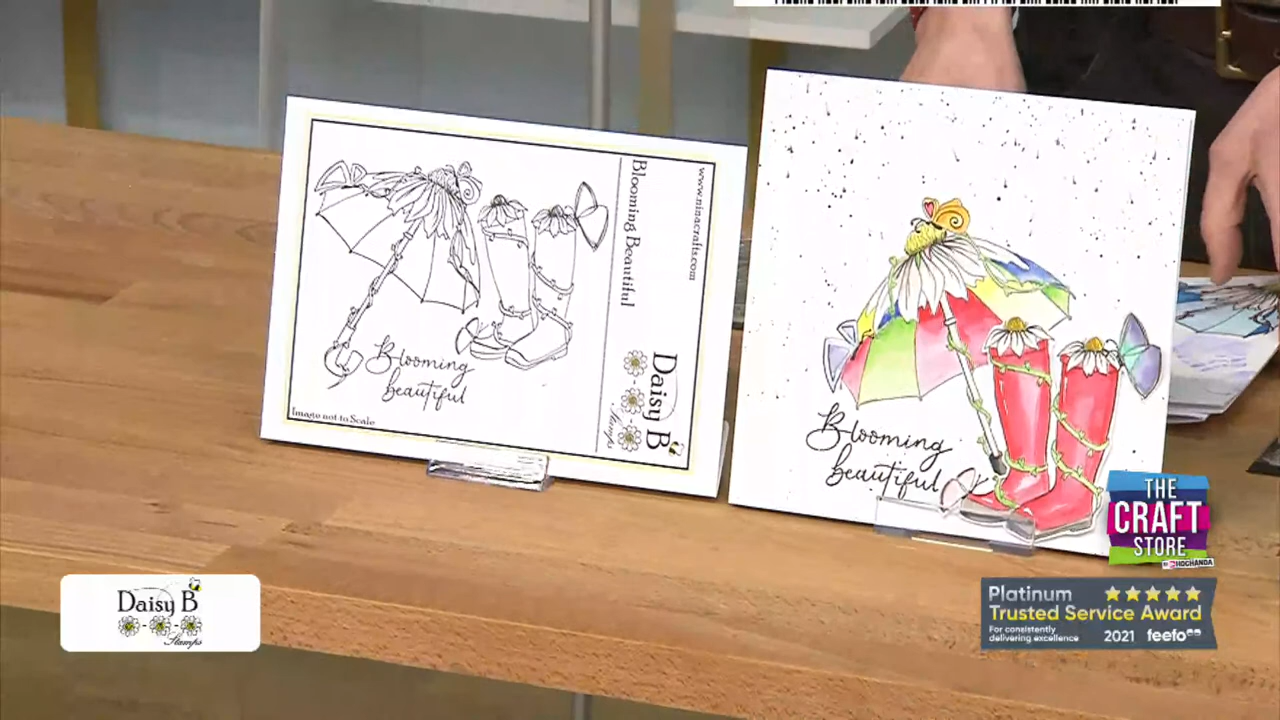 www.ninacrafts.com
Blooming Beautiful
Daisy B
Stamps
Blooming
beautiful
Image not to Scale
Blooming
beautiful
THE
CRAFT
STORE
HOCHANDA
Daisy B
Stamps
Platinum
Trusted Service Award
For consistently
delivering excellence
2021 feefo